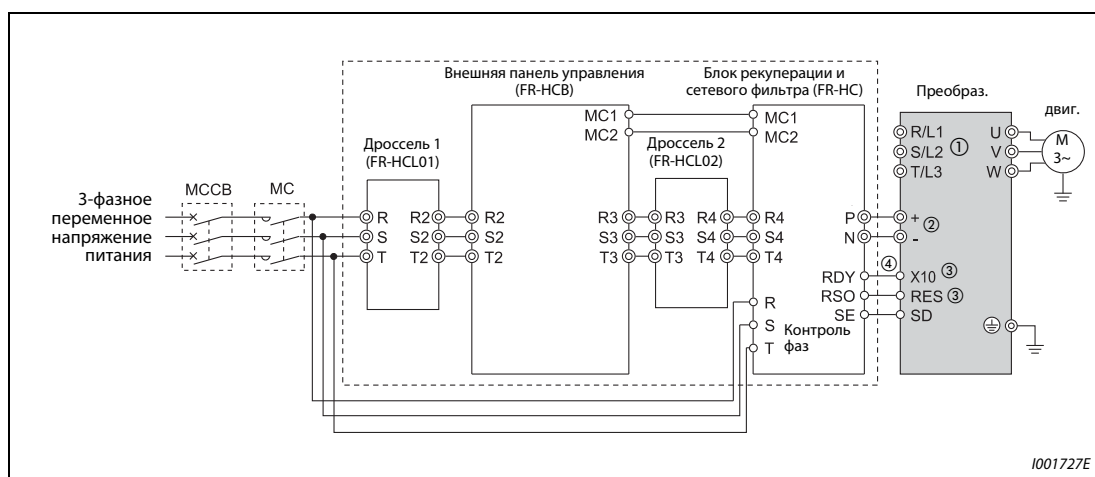 Внешняя панель управления
(FR-HCB)
Блок рекуперации и
сетевого фильтра (FR-HC)
Преобраз.
двиг.
MC1
MC2
MC1
MC2
Дроссель 1
(FR-HCL01)
Дроссель 2
(FR-HCL02)
R/L1
S/L2 ①
T/L3
U
V
W
M
3~
MCCB
MC
3-фазное
переменное
напряжение
питания
R R2 R2 R3 R3 R4 R4
S S2 S2 S3 S3 S4 S4
T T2 T2 T3 T3 T4 T4
P + ②
N -
④
RDY X10 ③
RSO RES ③
SE SD
R
S
T
Контроль
фаз
I001727E